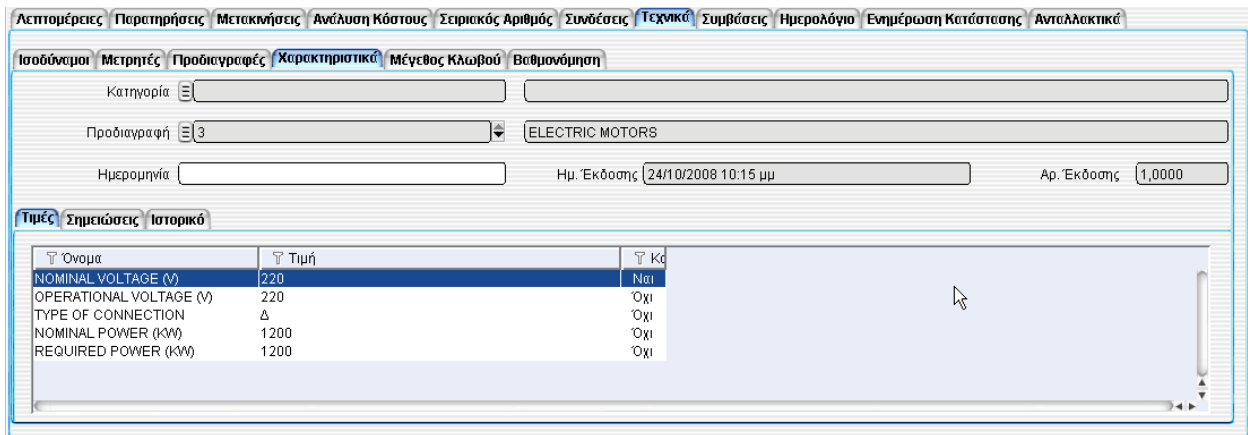 Λεπτομέρειες Παρατηρήσεις Μετακινήσεις Ανάλυση Κόστους Σειριακός Αριθμός Συνδέσεις Τεχνικά Συμβάσεις Ημερολόγιο Ενημέρωση Κατάστασης Ανταλλακτικά
Ισοδύναμοι Μετρητές Προδιαγραφές Χαρακτηριστικά Μέγεθος Κλωβού Βαθμονόμηση
Κατηγορία
Προδιαγραφή 3 ELECTRIC MOTORS
Ημερομηνία Ημ. Έκδοσης 24/10/2008 10:15 μμ Αρ. Έκδοσης 1,0000
Τιμές Σημειώσεις Ιστορικό
Όνομα Τιμή Κα
NOMINAL VOLTAGE (V) 220 Ναι
OPERATIONAL VOLTAGE (V) 220 Όχι
TYPE OF CONNECTION Δ Όχι
NOMINAL POWER (KW) 1200 Όχι
REQUIRED POWER (KW) 1200 Όχι